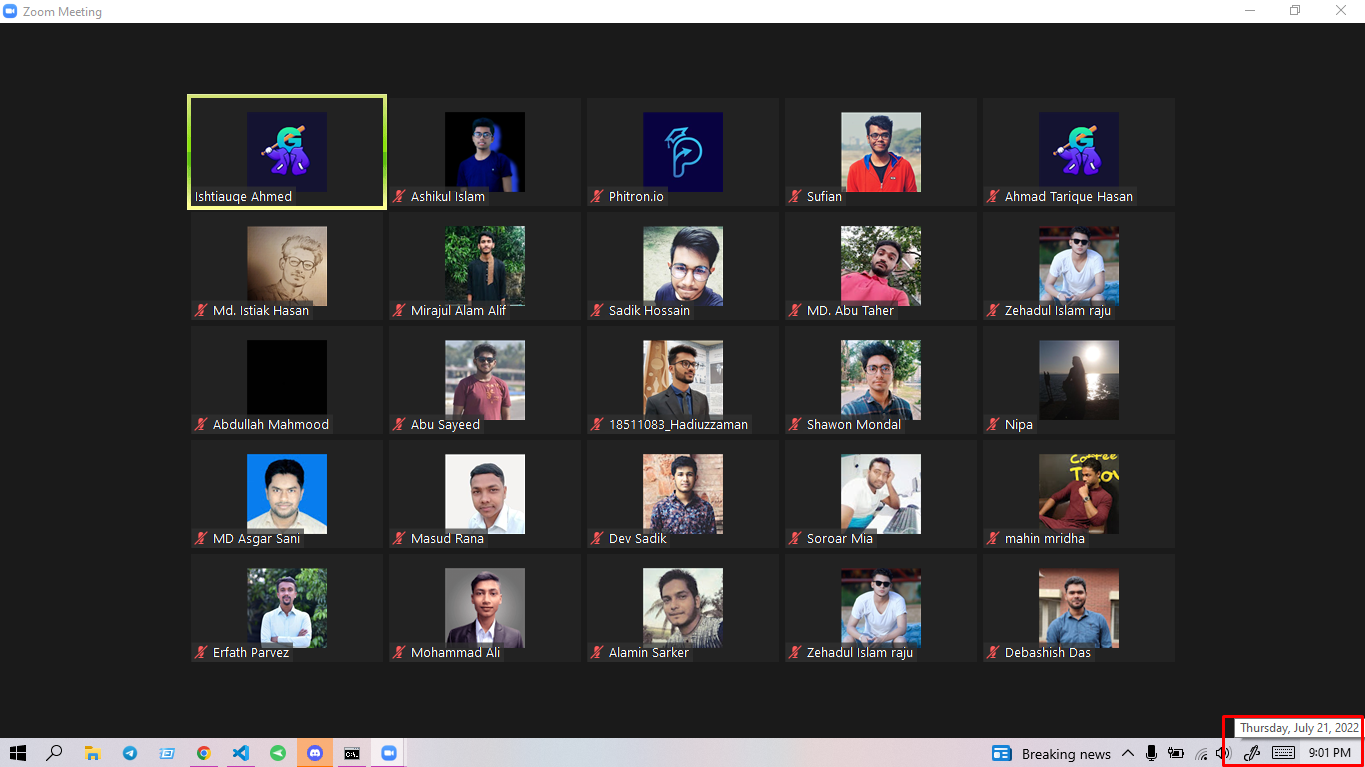 Zoom Meeting
Ishtiauqe Ahmed
Ashikul Islam
Phitron.io
Sufian
Ahmad Tarique Hasan
Md. Istiak Hasan
Mirajul Alam Alif
Sadik Hossain
MD. Abu Taher
Zehadul Islam raju
Abdullah Mahmood
Abu Sayeed
18511083_Hadiuzzaman
Shawon Mondal
Nipa
MD Asgar Sani
Masud Rana
Dev Sadik
Soroar Mia
mahin mridha
Erfath Parvez
Mohammad Ali
Alamin Sarker
Zehadul Islam raju
Debashish Das
Thursday, July 21, 2022
Breaking news
9:01 PM